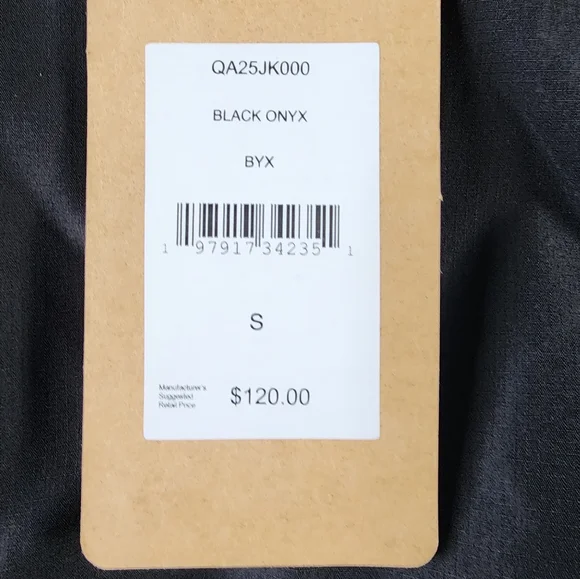 QA25JK000
BLACK ONYX
BYX
1 97917 34235 1
S
Manufacturer's
Suggested
Retail Price
$120.00